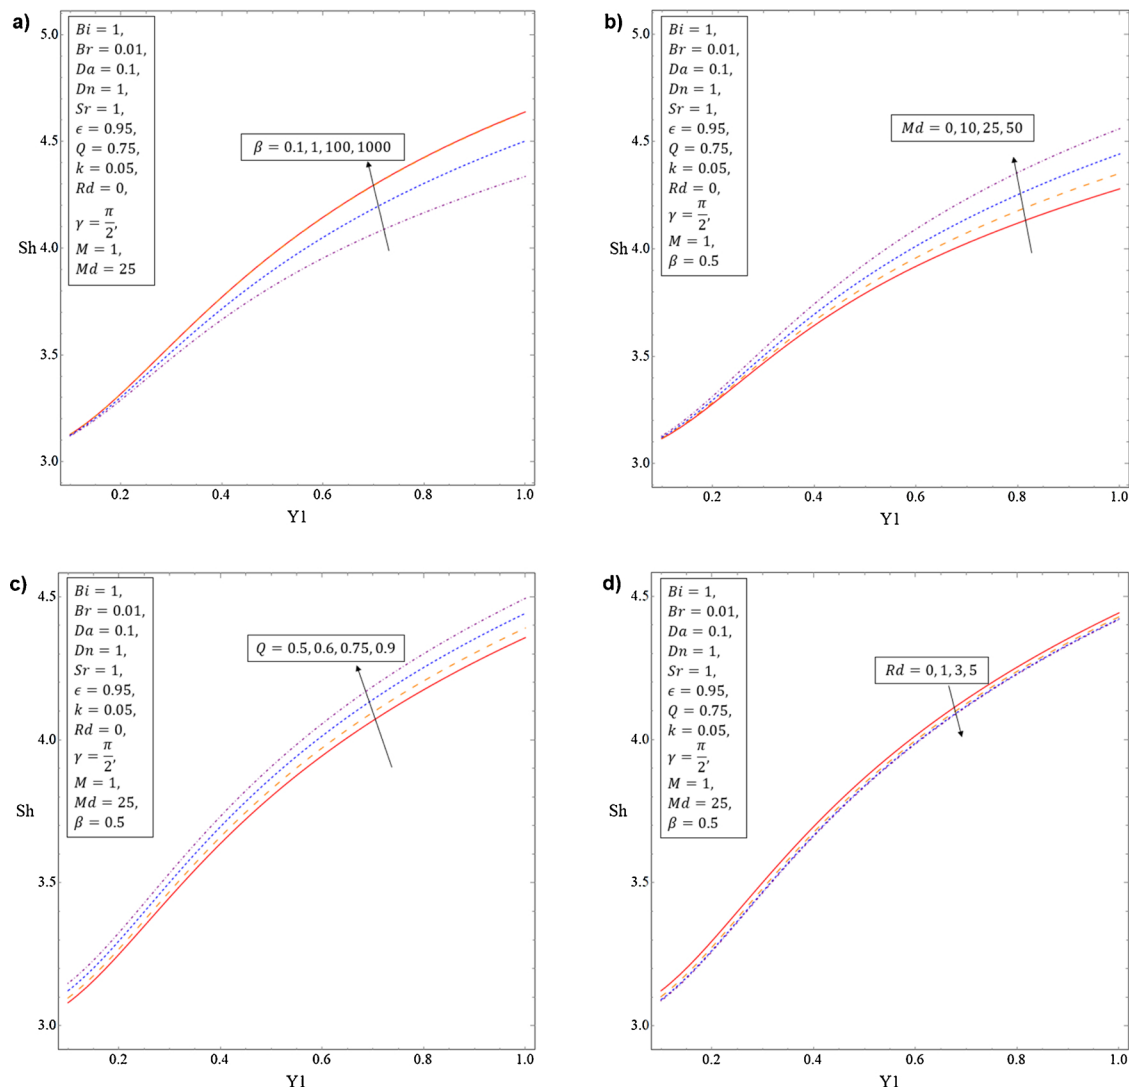 a)
Bi = 1,
Br = 0.01,
Da = 0.1,
Dn = 1,
Sr = 1,
ϵ = 0.95,
Q = 0.75,
k = 0.05,
Rd = 0,
γ = π/2,
M = 1,
Md = 25
β = 0.1, 1, 100, 1000
5.0
4.5
Sh 4.0
3.5
3.0
0.2 0.4 0.6 0.8 1.0
Y1
b)
Bi = 1,
Br = 0.01,
Da = 0.1,
Dn = 1,
Sr = 1,
ϵ = 0.95,
Q = 0.75,
k = 0.05,
Rd = 0,
γ = π/2,
M = 1,
β = 0.5
Md = 0, 10, 25, 50
5.0
4.5
Sh 4.0
3.5
3.0
0.2 0.4 0.6 0.8 1.0
Y1
c)
Bi = 1,
Br = 0.01,
Da = 0.1,
Dn = 1,
Sr = 1,
ϵ = 0.95,
k = 0.05,
Rd = 0,
γ = π/2,
M = 1,
Md = 25,
β = 0.5
Q = 0.5, 0.6, 0.75, 0.9
4.5
4.0
Sh
3.5
3.0
0.2 0.4 0.6 0.8 1.0
Y1
d)
Bi = 1,
Br = 0.01,
Da = 0.1,
Dn = 1,
Sr = 1,
ϵ = 0.95,
Q = 0.75,
k = 0.05,
γ = π/2,
M = 1,
Md = 25,
β = 0.5
Rd = 0, 1, 3, 5
4.5
4.0
Sh
3.5
3.0
0.2 0.4 0.6 0.8 1.0
Y1